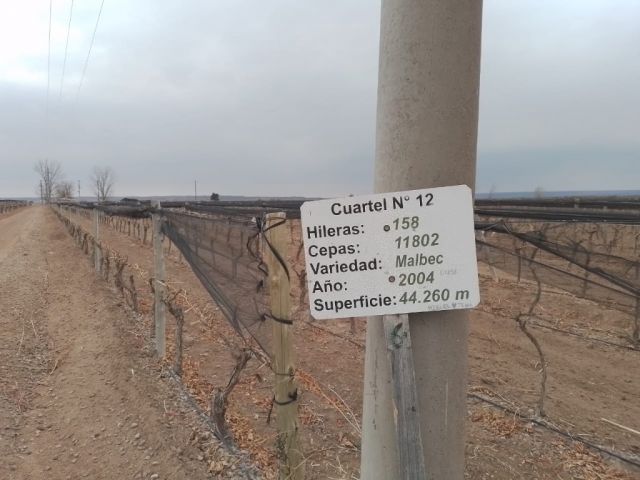 Cuartel N° 12
Hileras: 158
Cepas: 11802
Variedad: Malbec
Año: 2004
Superficie: 44.260 m